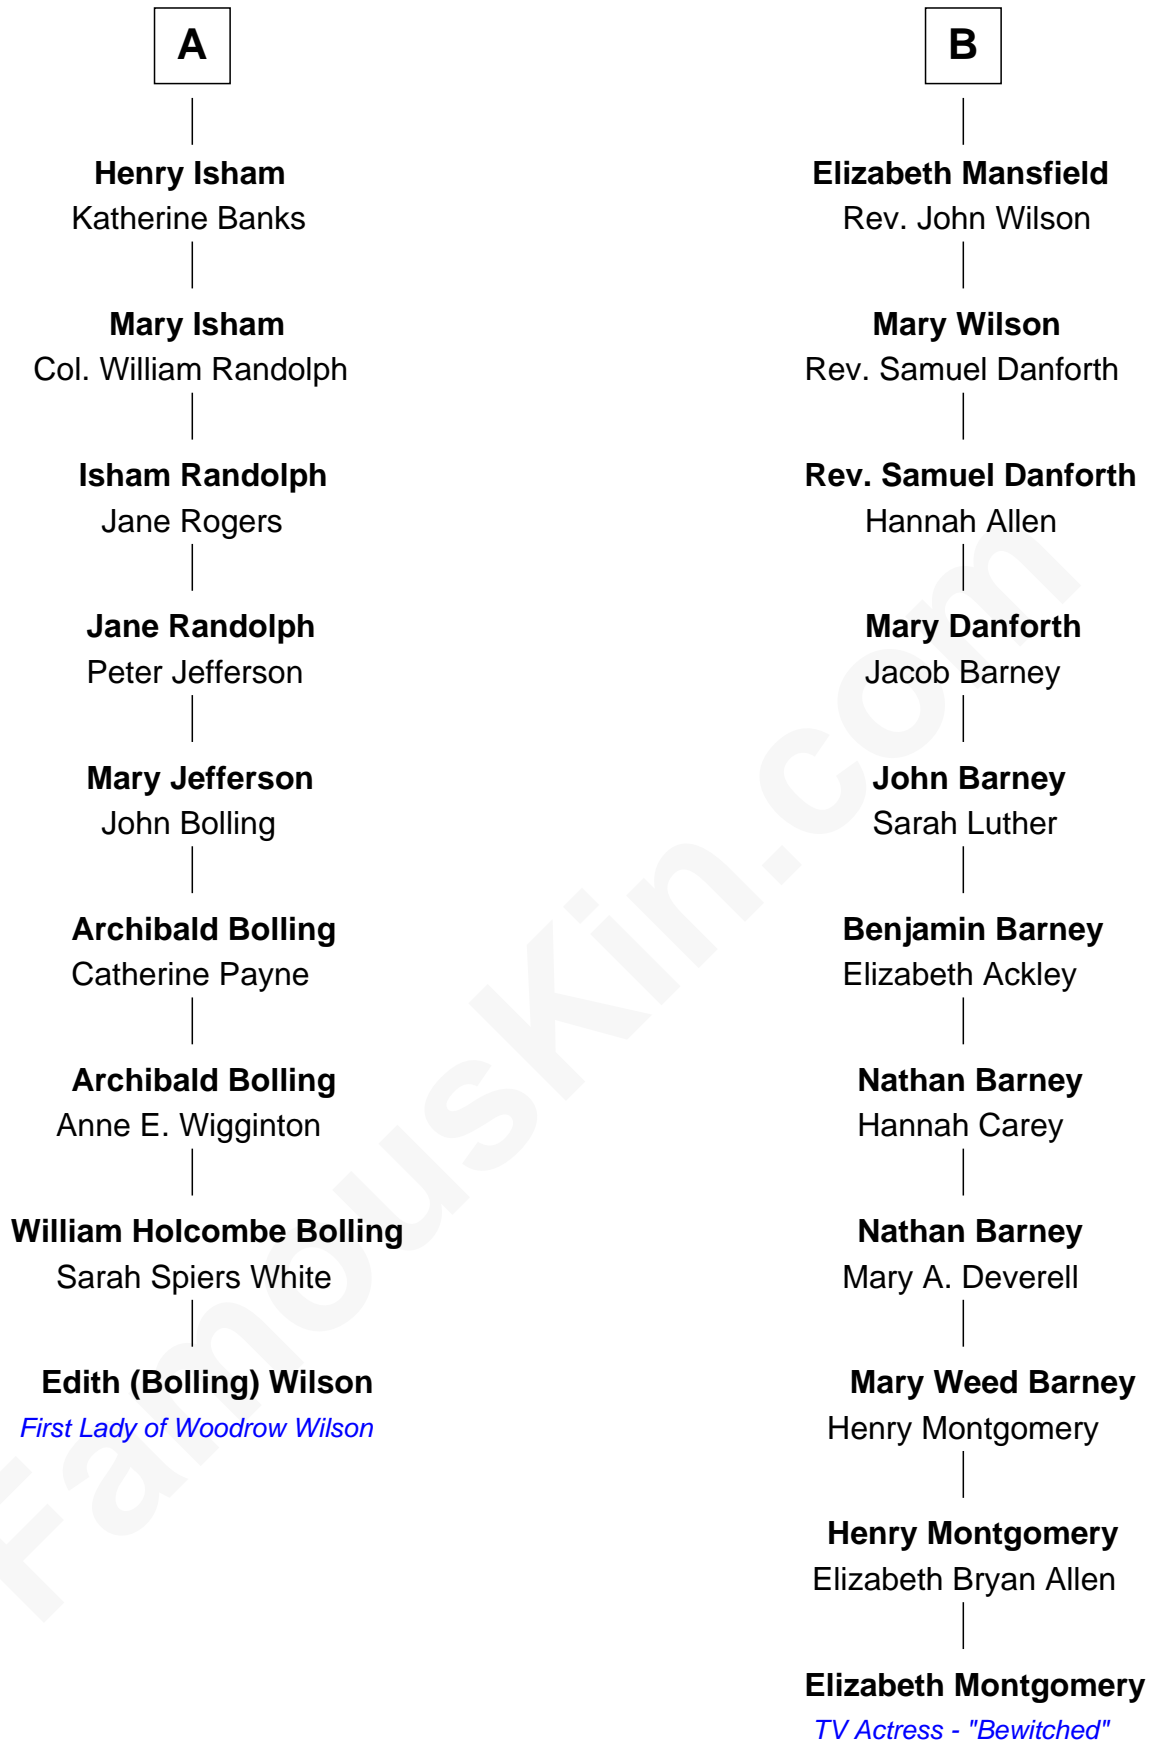 A
Henry Isham
Katherine Banks
Mary Isham
Col. William Randolph
Isham Randolph
Jane Rogers
Jane Randolph
Peter Jefferson
Mary Jefferson
John Bolling
Archibald Bolling
Catherine Payne
Archibald Bolling
Anne E. Wigginton
William Holcombe Bolling
Sarah Spiers White
Edith (Bolling) Wilson
First Lady of Woodrow Wilson
B
Elizabeth Mansfield
Rev. John Wilson
Mary Wilson
Rev. Samuel Danforth
Rev. Samuel Danforth
Hannah Allen
Mary Danforth
Jacob Barney
John Barney
Sarah Luther
Benjamin Barney
Elizabeth Ackley
Nathan Barney
Hannah Carey
Nathan Barney
Mary A. Deverell
Mary Weed Barney
Henry Montgomery
Henry Montgomery
Elizabeth Bryan Allen
Elizabeth Montgomery
TV Actress - "Bewitched"
FamousKin.com